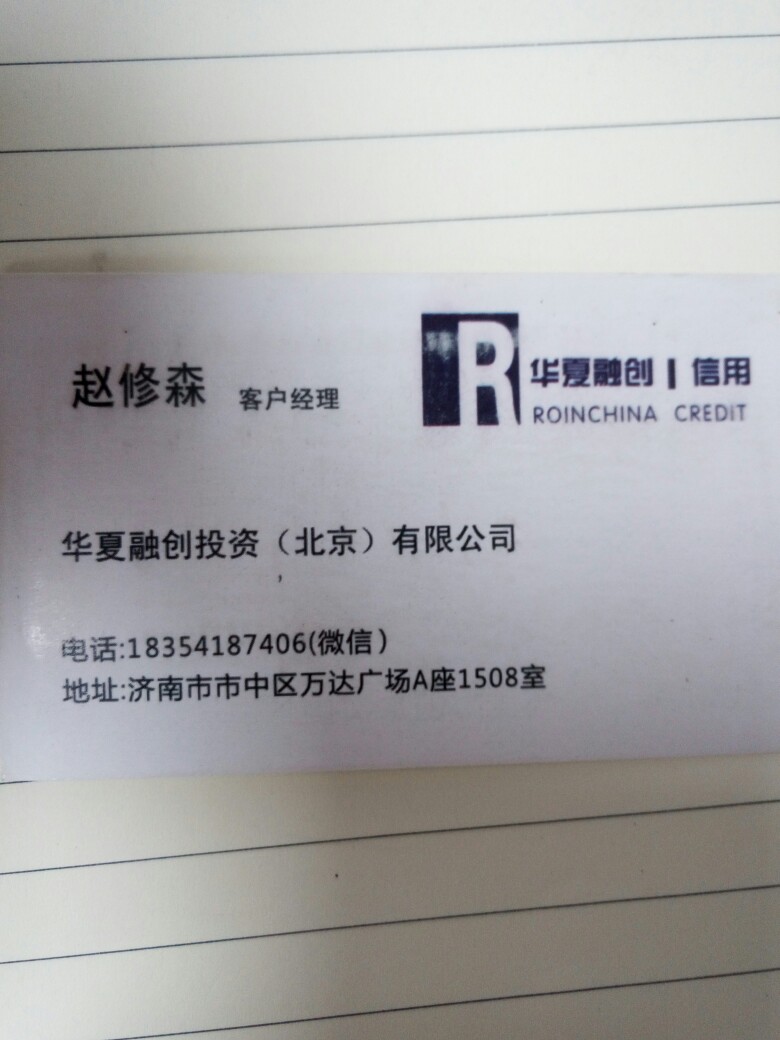 赵修森 客户经理
R 华夏融创 | 信用
ROINCHINA CREDIT
华夏融创投资（北京）有限公司
电话:18354187406(微信）
地址:济南市市中区万达广场A座1508室